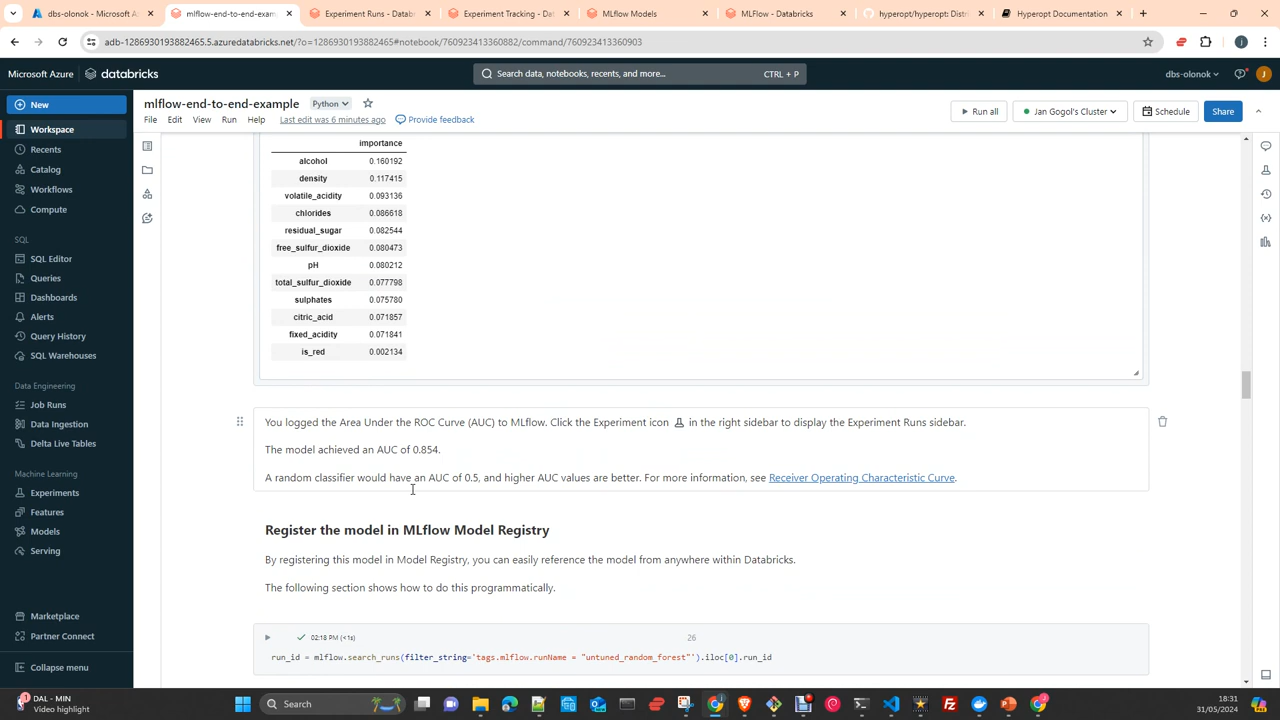 dbs-olonok - Microsoft A
mlflow-end-to-end-exam
Experiment Runs - Datab
Experiment Tracking - Dat
MLflow Models
MLFlow - Databricks
hyperopt/hyperopt: Distr
Hyperopt Documentation
adb-1286930193882465.5.azuredatabricks.net/?o=1286930193882465#notebook/760923413360882/command/760923413360903
Microsoft Azure
databricks
Search data, notebooks, recents, and more...
CTRL + P
dbs-olonok
J
New
Workspace
Recents
Catalog
Workflows
Compute
SQL
SQL Editor
Queries
Dashboards
Alerts
Query History
SQL Warehouses
Data Engineering
Job Runs
Data Ingestion
Delta Live Tables
Machine Learning
Experiments
Features
Models
Serving
Marketplace
Partner Connect
Collapse menu
mlflow-end-to-end-example
Python
File Edit View Run Help Last edit was 6 minutes ago Provide feedback
Run all
Jan Gogol's Cluster
Schedule
Share
importance
alcohol 0.160192
density 0.117415
volatile_acidity 0.093136
chlorides 0.086618
residual_sugar 0.082544
free_sulfur_dioxide 0.080473
pH 0.080212
total_sulfur_dioxide 0.077798
sulphates 0.075780
citric_acid 0.071857
fixed_acidity 0.071841
is_red 0.002134
You logged the Area Under the ROC Curve (AUC) to MLflow. Click the Experiment icon in the right sidebar to display the Experiment Runs sidebar.
The model achieved an AUC of 0.854.
A random classifier would have an AUC of 0.5, and higher AUC values are better. For more information, see Receiver Operating Characteristic Curve.
Register the model in MLflow Model Registry
By registering this model in Model Registry, you can easily reference the model from anywhere within Databricks.
The following section shows how to do this programmatically.
02:18 PM (<1s)
26
run_id = mlflow.search_runs(filter_string='tags.mlflow.runName = "untuned_random_forest"').iloc[0].run_id
DAL - MIN
Video highlight
Search
18:31
31/05/2024